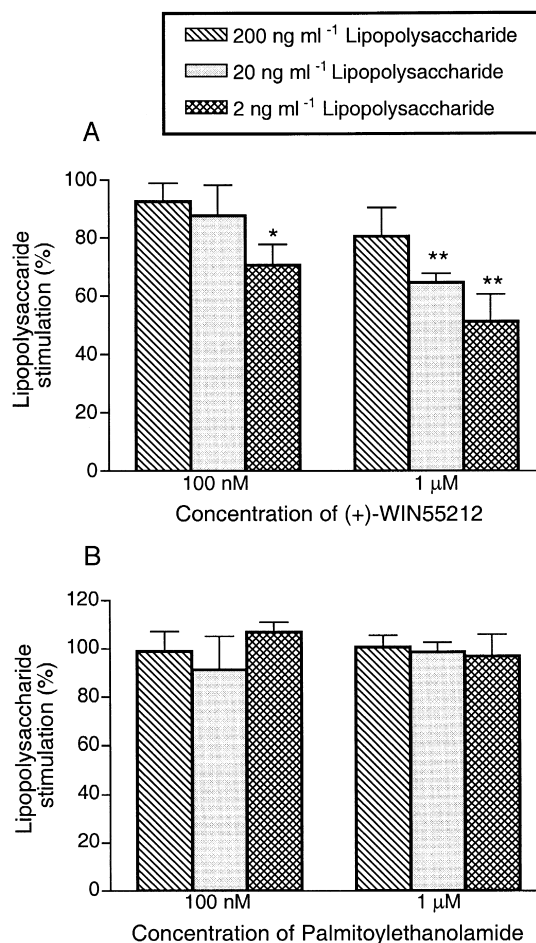 200 ng ml -1 Lipopolysaccharide
20 ng ml -1 Lipopolysaccharide
2 ng ml -1 Lipopolysaccharide
A
Lipopolysaccaride
stimulation (%)
100
80
60
40
20
0
*
**
**
100 nM
1 μM
Concentration of (+)-WIN55212
B
Lipopolysaccharide
stimulation (%)
120
100
80
60
40
20
0
100 nM
1 μM
Concentration of Palmitoylethanolamide